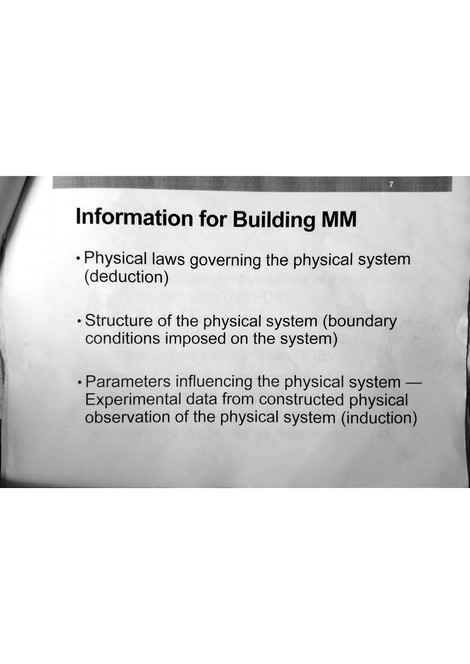 7
Information for Building MM
• Physical laws governing the physical system
(deduction)
• Structure of the physical system (boundary
conditions imposed on the system)
• Parameters influencing the physical system —
Experimental data from constructed physical
observation of the physical system (induction)